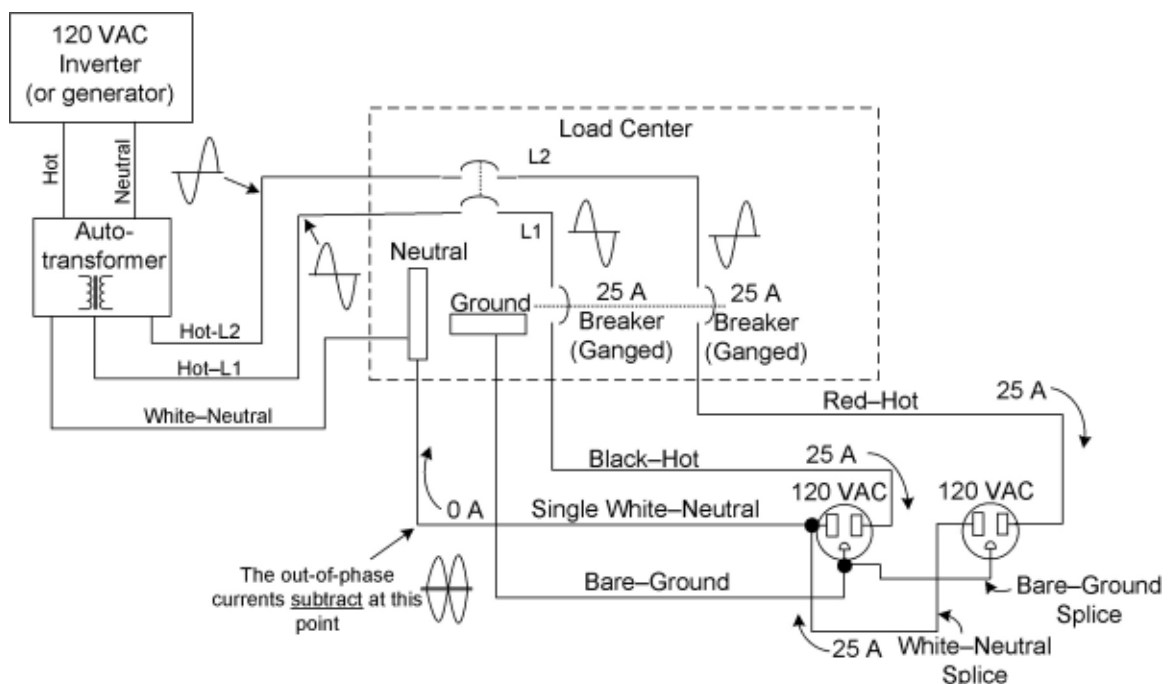 120 VAC
Inverter
(or generator)
Hot
Neutral
Auto-
transformer
Hot-L2
Hot–L1
White–Neutral
Load Center
L2
L1
Neutral
Ground
25 A
Breaker
(Ganged)
25 A
Breaker
(Ganged)
Red–Hot
25 A
Black–Hot
25 A
120 VAC
120 VAC
0 A
Single White–Neutral
The out-of-phase
currents subtract at this
point
Bare–Ground
Bare–Ground
Splice
25 A
White–Neutral
Splice